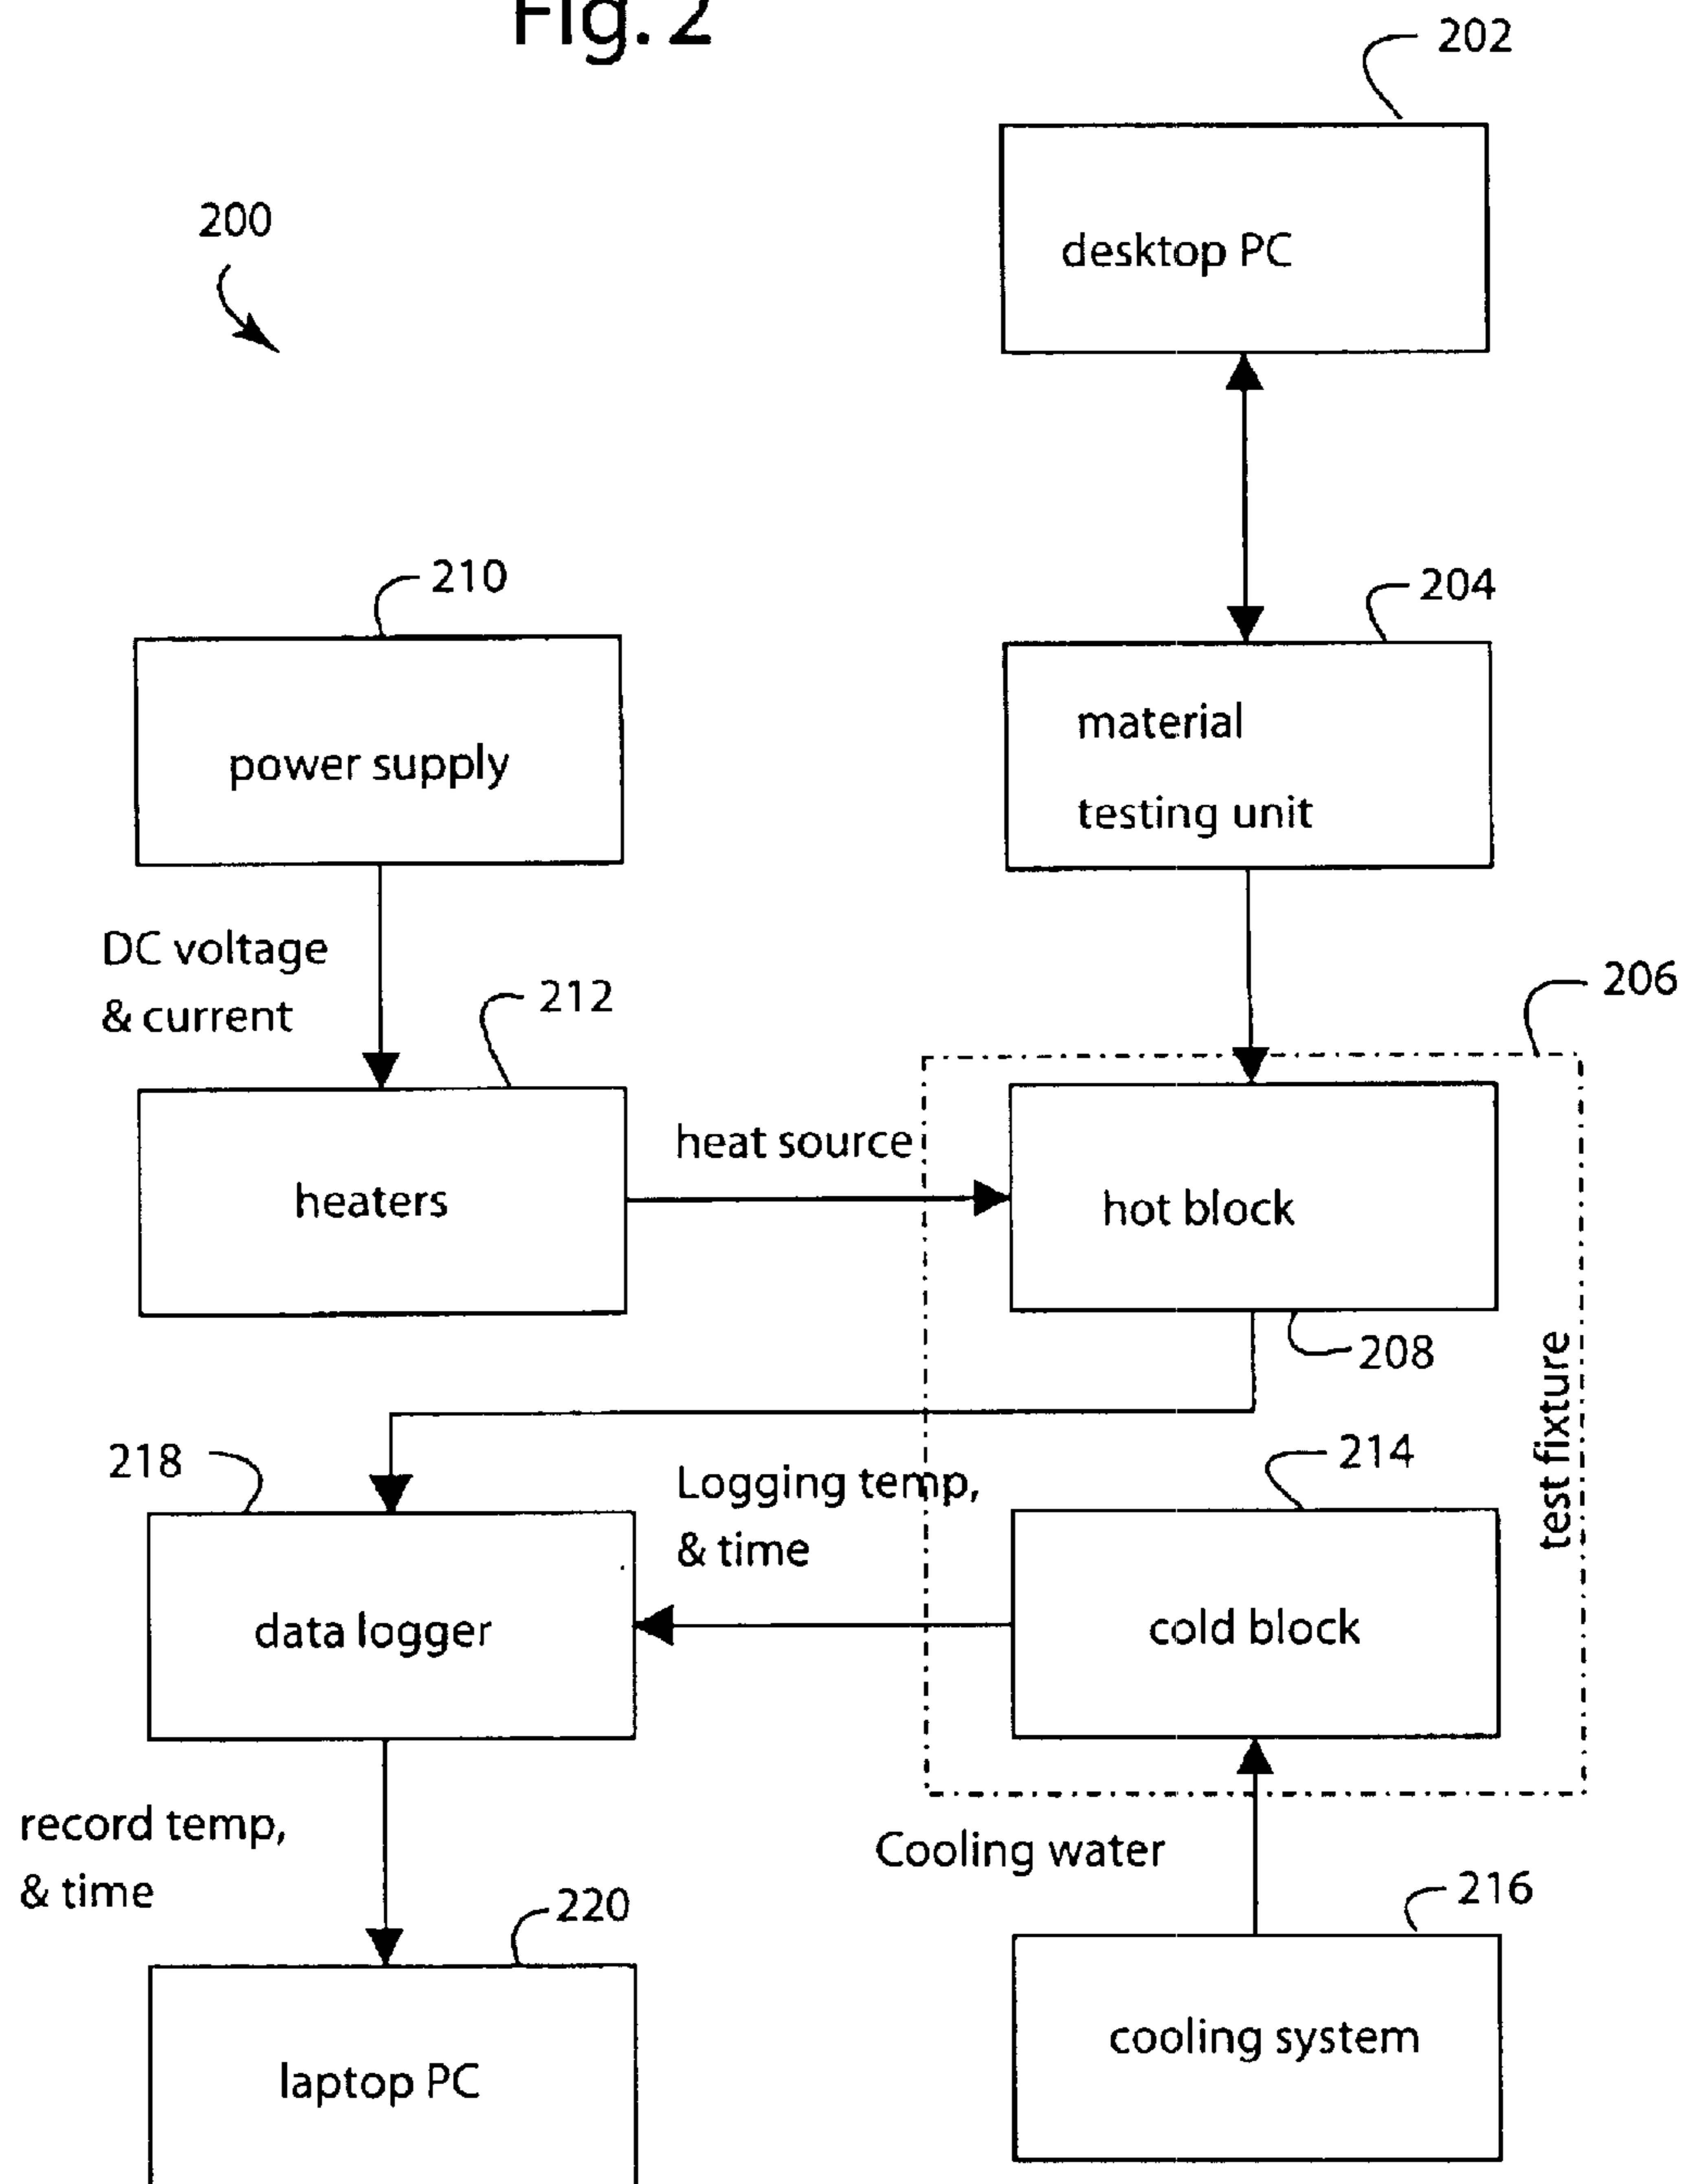 Fig. 2
202
200
desktop PC
210
204
power supply
material
testing unit
DC voltage
& current
212
206
heat source
heaters
hot block
208
test fixture
218
214
Logging temp,
& time
data logger
cold block
record temp,
& time
Cooling water
220
216
laptop PC
cooling system